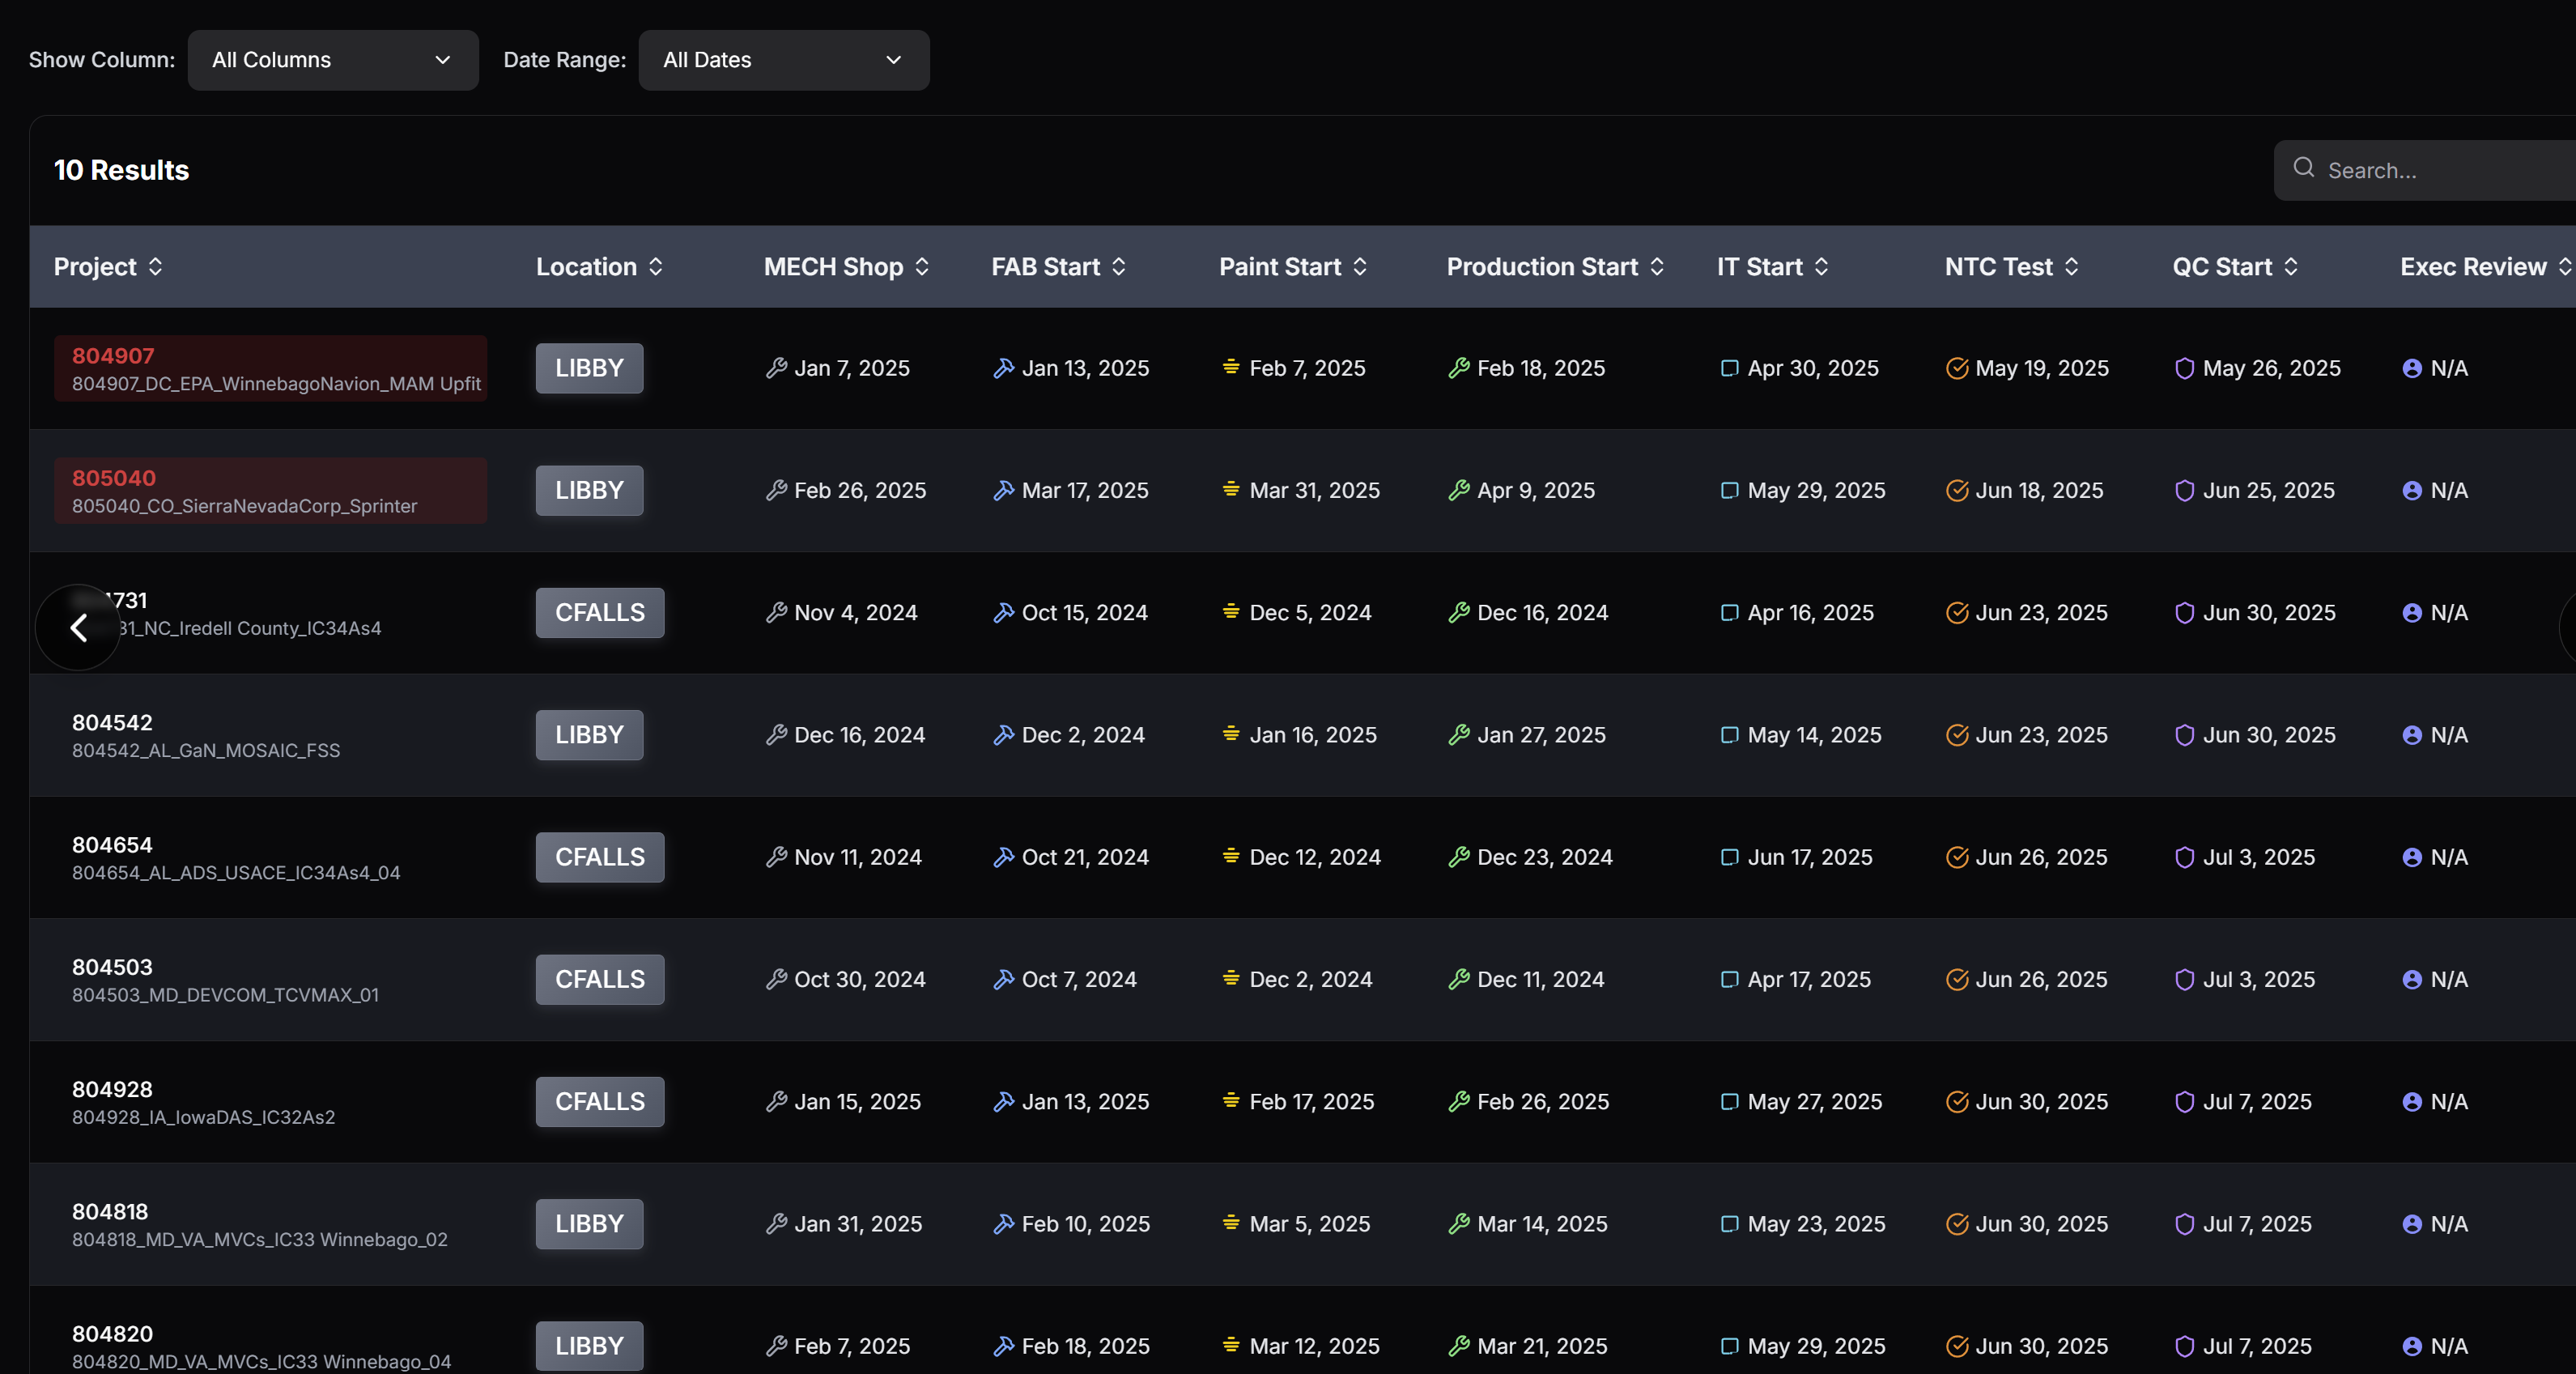 Show Column: All Columns Date Range: All Dates
10 Results
Search...
Project Location MECH Shop FAB Start Paint Start Production Start IT Start NTC Test QC Start Exec Review
804907
804907_DC_EPA_WinnebagoNavion_MAM Upfit
LIBBY Jan 7, 2025 Jan 13, 2025 Feb 7, 2025 Feb 18, 2025 Apr 30, 2025 May 19, 2025 May 26, 2025 N/A
805040
805040_CO_SierraNevadaCorp_Sprinter
LIBBY Feb 26, 2025 Mar 17, 2025 Mar 31, 2025 Apr 9, 2025 May 29, 2025 Jun 18, 2025 Jun 25, 2025 N/A
731
31_NC_Iredell County_IC34As4
CFALLS Nov 4, 2024 Oct 15, 2024 Dec 5, 2024 Dec 16, 2024 Apr 16, 2025 Jun 23, 2025 Jun 30, 2025 N/A
804542
804542_AL_GaN_MOSAIC_FSS
LIBBY Dec 16, 2024 Dec 2, 2024 Jan 16, 2025 Jan 27, 2025 May 14, 2025 Jun 23, 2025 Jun 30, 2025 N/A
804654
804654_AL_ADS_USACE_IC34As4_04
CFALLS Nov 11, 2024 Oct 21, 2024 Dec 12, 2024 Dec 23, 2024 Jun 17, 2025 Jun 26, 2025 Jul 3, 2025 N/A
804503
804503_MD_DEVCOM_TCVMAX_01
CFALLS Oct 30, 2024 Oct 7, 2024 Dec 2, 2024 Dec 11, 2024 Apr 17, 2025 Jun 26, 2025 Jul 3, 2025 N/A
804928
804928_IA_IowaDAS_IC32As2
CFALLS Jan 15, 2025 Jan 13, 2025 Feb 17, 2025 Feb 26, 2025 May 27, 2025 Jun 30, 2025 Jul 7, 2025 N/A
804818
804818_MD_VA_MVCs_IC33 Winnebago_02
LIBBY Jan 31, 2025 Feb 10, 2025 Mar 5, 2025 Mar 14, 2025 May 23, 2025 Jun 30, 2025 Jul 7, 2025 N/A
804820
804820_MD_VA_MVCs_IC33 Winnebago_04
LIBBY Feb 7, 2025 Feb 18, 2025 Mar 12, 2025 Mar 21, 2025 May 29, 2025 Jun 30, 2025 Jul 7, 2025 N/A